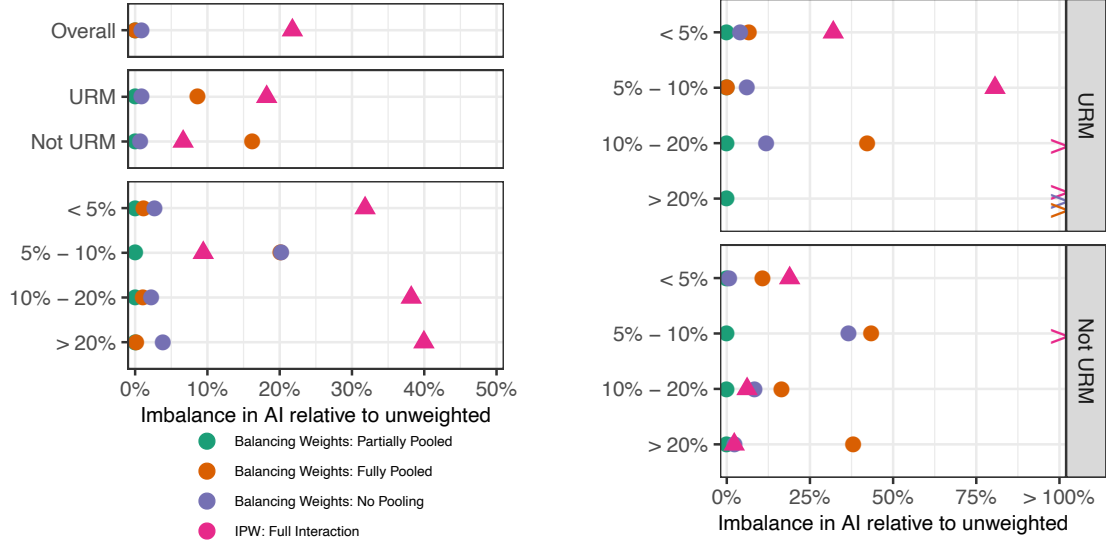 Overall
URM
Not URM
< 5%
5% − 10%
10% − 20%
> 20%
0% 10% 20% 30% 40% 50%
Imbalance in AI relative to unweighted
Balancing Weights: Partially Pooled
Balancing Weights: Fully Pooled
Balancing Weights: No Pooling
IPW: Full Interaction
< 5%
5% − 10%
10% − 20%
> 20%
URM
< 5%
5% − 10%
10% − 20%
> 20%
Not URM
0% 25% 50% 75% > 100%
Imbalance in AI relative to unweighted